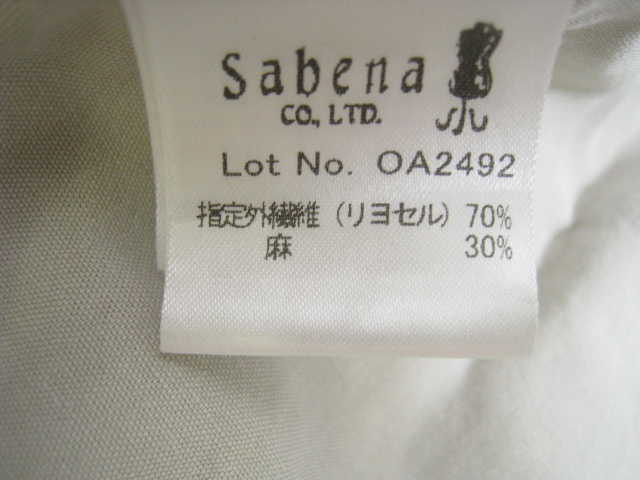 Sabena
CO., LTD.
Lot No. OA2492
指定外繊維（リヨセル）70%
麻 30%